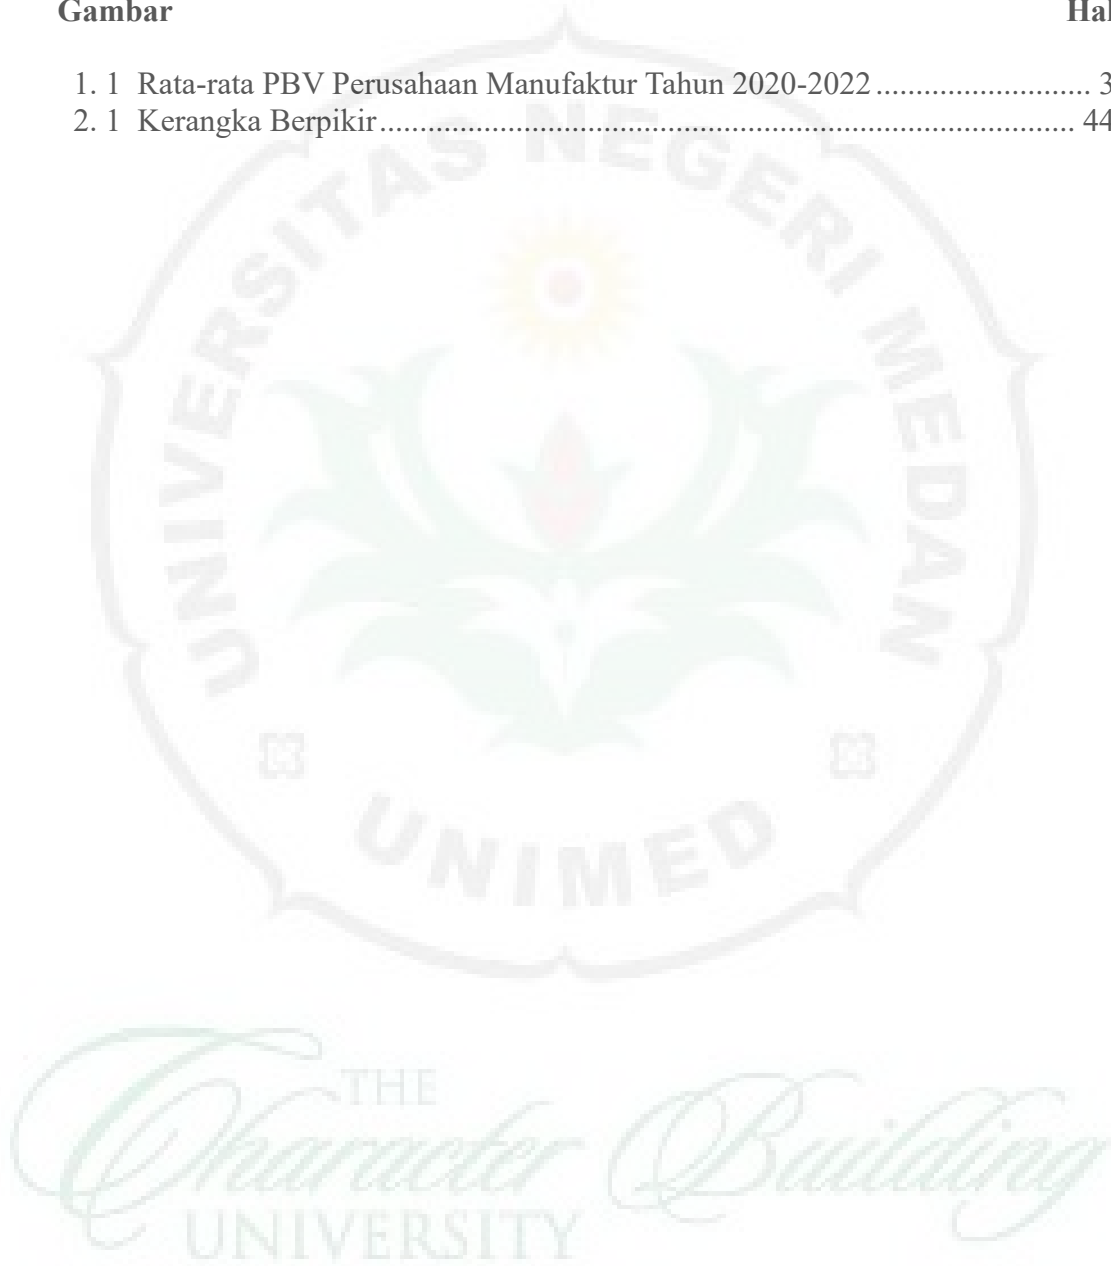 Gambar Hal
1. 1 Rata-rata PBV Perusahaan Manufaktur Tahun 2020-2022 ......................... 3
2. 1 Kerangka Berpikir ................................................................................. 44
UNIVERSITAS NEGERI MEDAN
UNIMED
THE
Character Building
UNIVERSITY